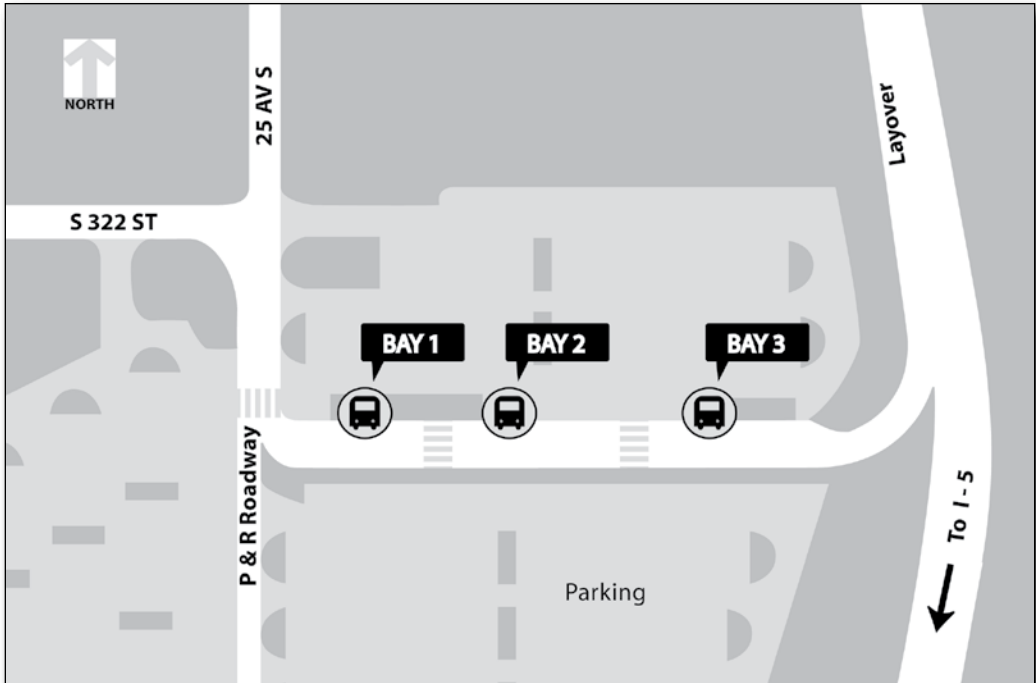 NORTH
25 AV S
Layover
S 322 ST
BAY 1
BAY 2
BAY 3
P & R Roadway
To I - 5
Parking